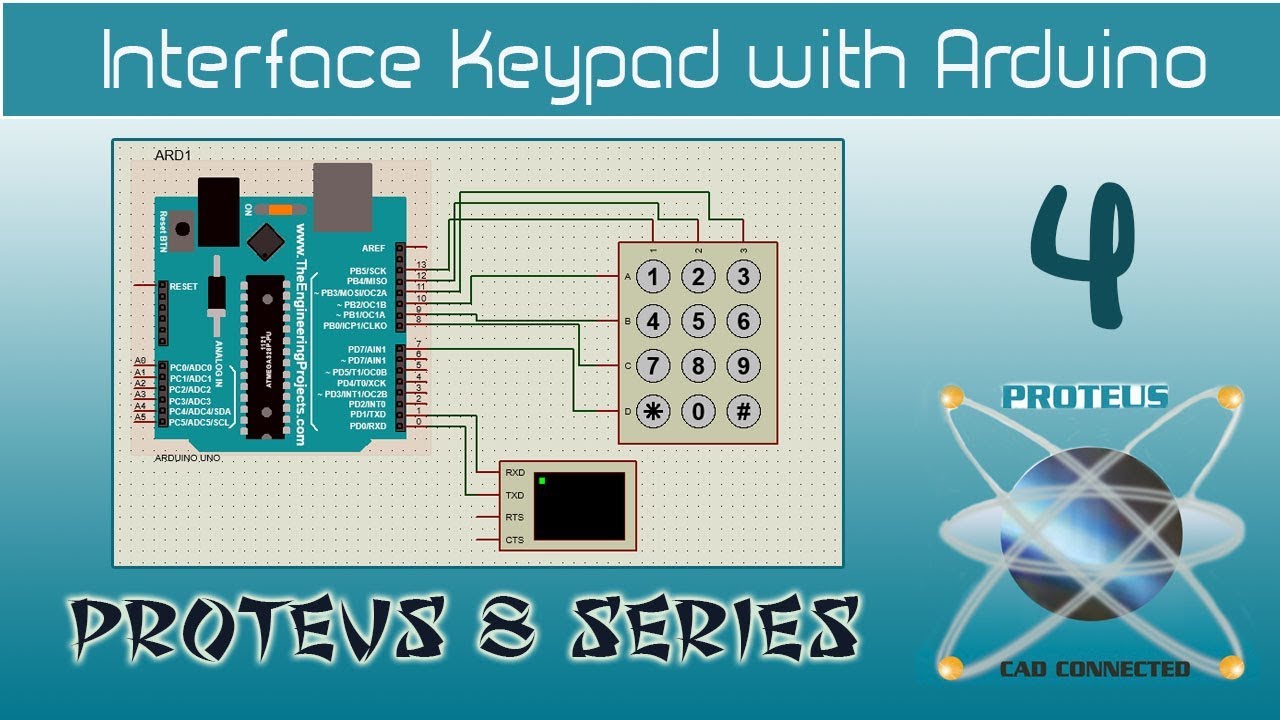 Interface Keypad with Arduino
4
ARD1
Reset BTN
ON
www.TheEngineeringProjects.com
AREF
RESET
PB5/SCK
13
PB4/MISO
12
~ PB3/MOSI/OC2A
11
~ PB2/OC1B
10
~ PB1/OC1A
9
PB0/ICP1/CLKO
8
1121
ATMEGA328P-PU
ANALOG IN
PD7/AIN1
7
~ PD7/AIN1
6
~ PD5/T1/OC0B
5
PD4/T0/XCK
4
~ PD3/INT1/OC2B
3
PD2/INT0
2
PD1/TXD
1
PD0/RXD
0
A0
PC0/ADC0
A1
PC1/ADC1
A2
PC2/ADC2
A3
PC3/ADC3
A4
PC4/ADC4/SDA
A5
PC5/ADC5/SCL
ARDUINO UNO
1 2 3
A 1 2 3
B 4 5 6
C 7 8 9
D * 0 #
RXD
TXD
RTS
CTS
PROTEUS
CAD CONNECTED
PROTEUS 8 SERIES